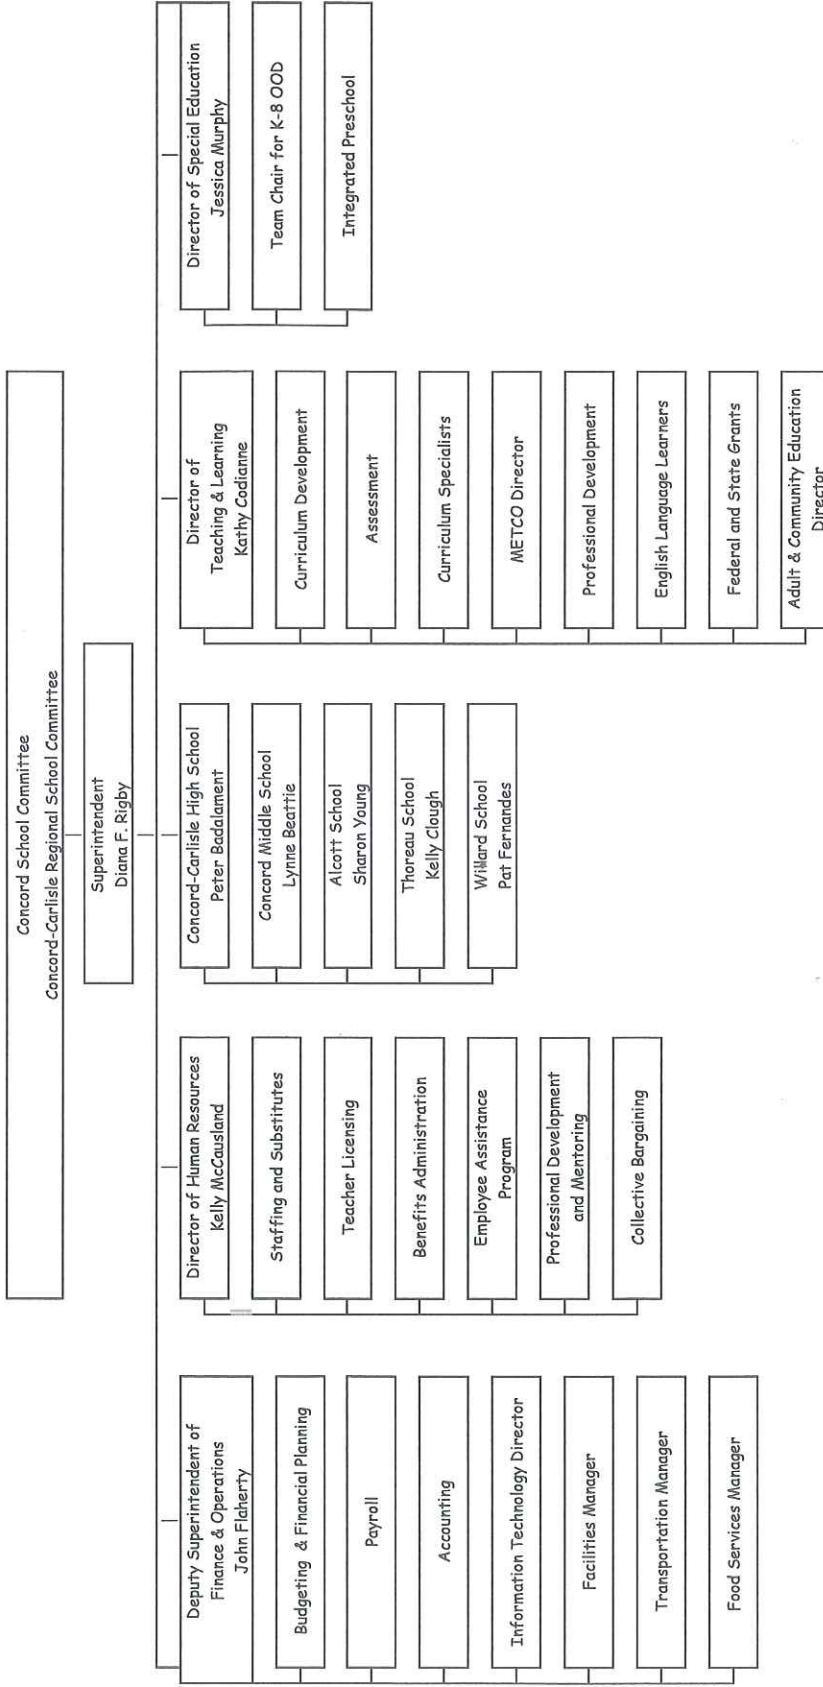 Concord School Committee
Concord-Carlisle Regional School Committee
Superintendent
Diana F. Rigby
Deputy Superintendent of
Finance & Operations
John Flaherty
Budgeting & Financial Planning
Payroll
Accounting
Information Technology Director
Facilities Manager
Transportation Manager
Food Services Manager
Director of Human Resources
Kelly McCausland
Staffing and Substitutes
Teacher Licensing
Benefits Administration
Employee Assistance
Program
Professional Development
and Mentoring
Collective Bargaining
Concord-Carlisle High School
Peter Badalament
Concord Middle School
Lynne Beattie
Alcott School
Sharon Young
Thoreau School
Kelly Clough
Willard School
Pat Fernandes
Director of
Teaching & Learning
Kathy Codianne
Curriculum Development
Assessment
Curriculum Specialists
METCO Director
Professional Development
English Language Learners
Federal and State Grants
Adult & Community Education
Director
Director of Special Education
Jessica Murphy
Team Chair for K-8 OOD
Integrated Preschool